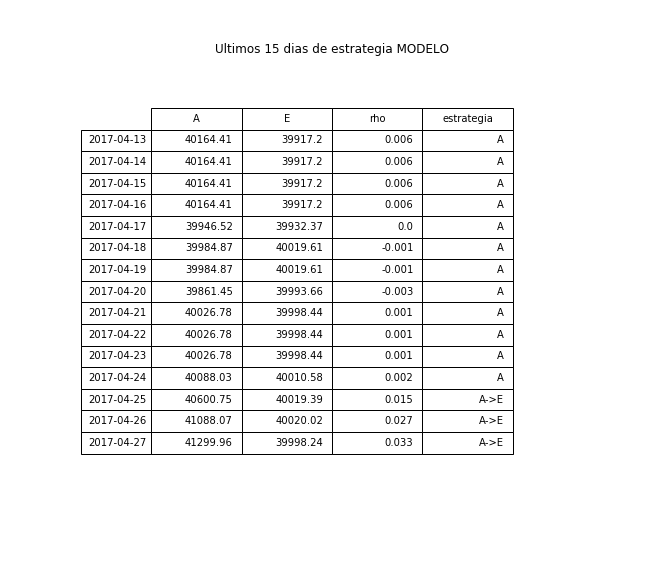 Ultimos 15 dias de estrategia MODELO
A E rho estrategia
2017-04-13 40164.41 39917.2 0.006 A
2017-04-14 40164.41 39917.2 0.006 A
2017-04-15 40164.41 39917.2 0.006 A
2017-04-16 40164.41 39917.2 0.006 A
2017-04-17 39946.52 39932.37 0.0 A
2017-04-18 39984.87 40019.61 -0.001 A
2017-04-19 39984.87 40019.61 -0.001 A
2017-04-20 39861.45 39993.66 -0.003 A
2017-04-21 40026.78 39998.44 0.001 A
2017-04-22 40026.78 39998.44 0.001 A
2017-04-23 40026.78 39998.44 0.001 A
2017-04-24 40088.03 40010.58 0.002 A
2017-04-25 40600.75 40019.39 0.015 A->E
2017-04-26 41088.07 40020.02 0.027 A->E
2017-04-27 41299.96 39998.24 0.033 A->E